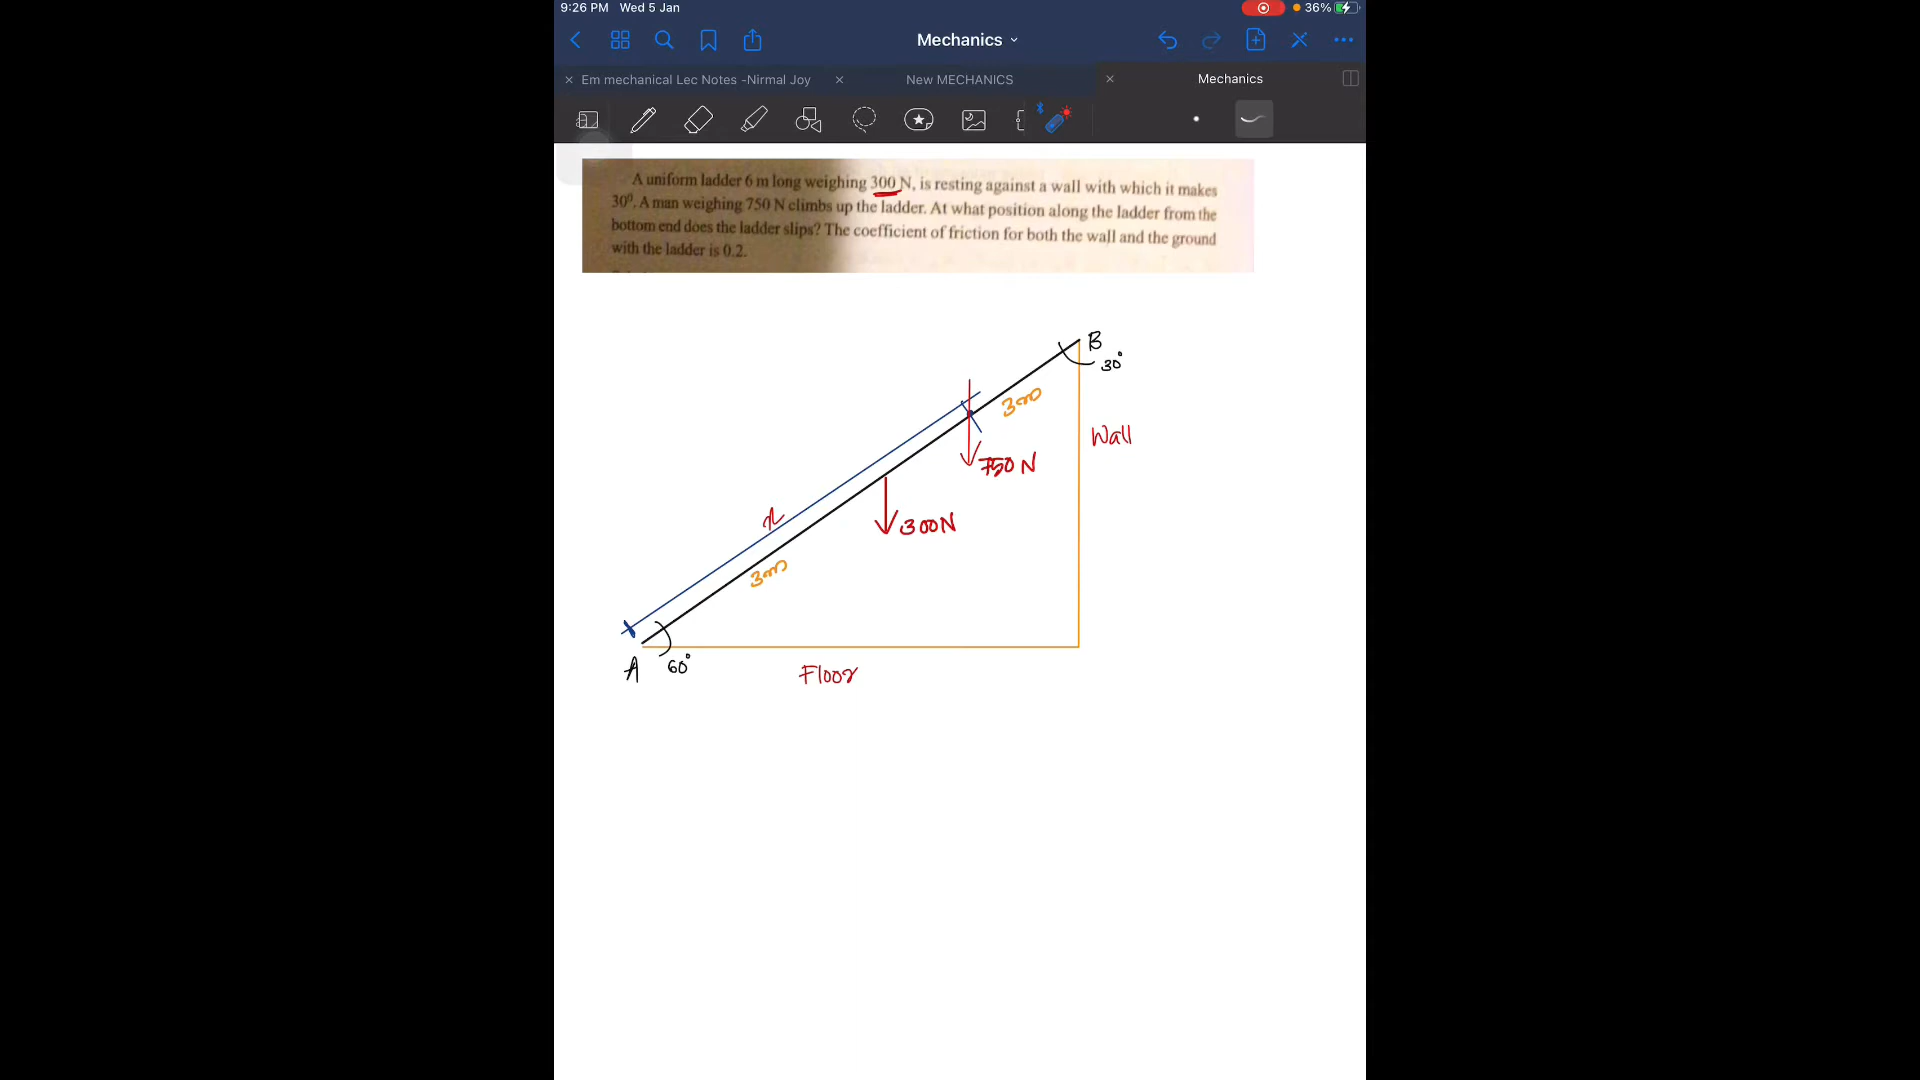 9:26 PM Wed 5 Jan
36%
Mechanics
Em mechanical Lec Notes -Nirmal Joy
New MECHANICS
Mechanics
A uniform ladder 6 m long weighing 300 N, is resting against a wall with which it makes
30⁰. A man weighing 750 N climbs up the ladder. At what position along the ladder from the
bottom end does the ladder slips? The coefficient of friction for both the wall and the ground
with the ladder is 0.2.
B
30°
3m
Wall
750 N
x
300N
3m
A
60°
Floor